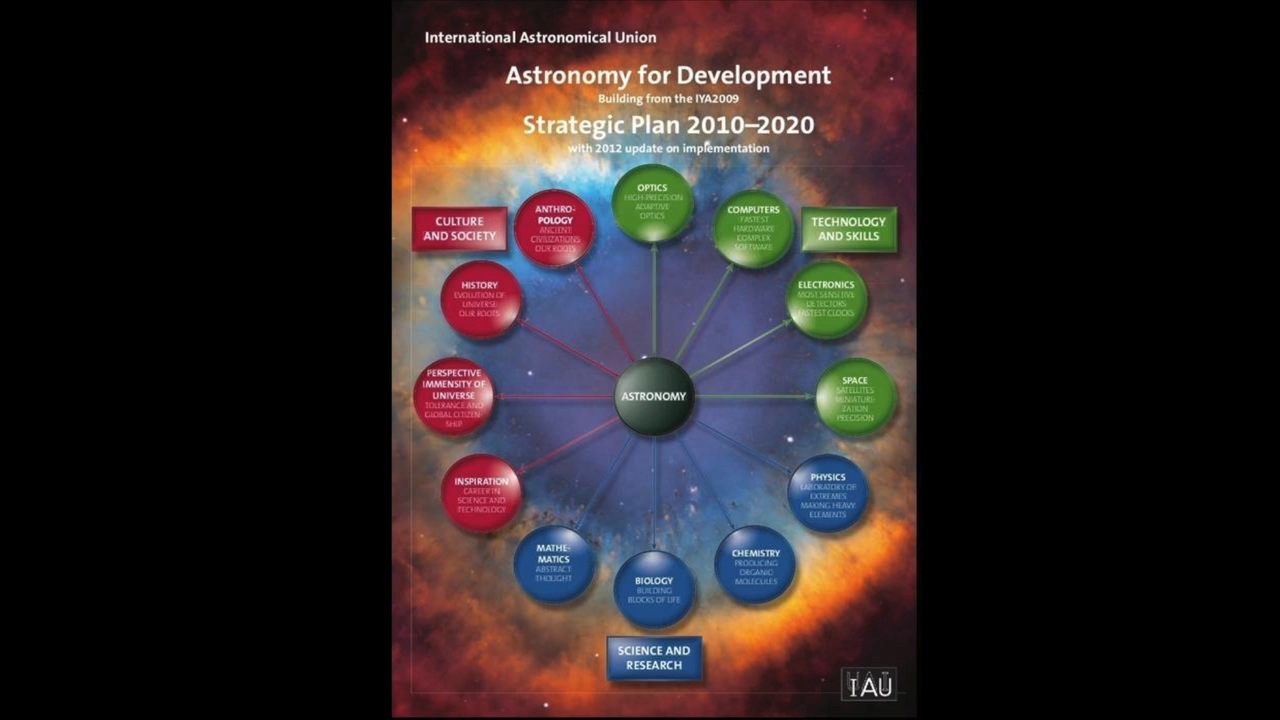 International Astronomical Union
Astronomy for Development
Building from the IYA2009
Strategic Plan 2010–2020
with 2012 update on implementation
OPTICS
HIGH-PRECISION
ADAPTIVE
OPTICS
ANTHRO-
POLOGY
ANCIENT
CIVILIZATIONS
OUR ROOTS
COMPUTERS
FASTEST
HARDWARE
COMPLEX
SOFTWARE
CULTURE
AND SOCIETY
TECHNOLOGY
AND SKILLS
HISTORY
EVOLUTION OF
UNIVERSE
OUR ROOTS
ELECTRONICS
MOST SENSITIVE
DETECTORS
FASTEST CLOCKS
PERSPECTIVE
IMMENSITY OF
UNIVERSE
TOLERANCE AND
GLOBAL CITIZEN-
SHIP
ASTRONOMY
SPACE
SATELLITES
MINIATURI-
ZATION
PRECISION
INSPIRATION
CAREER IN
SCIENCE AND
TECHNOLOGY
PHYSICS
LABORATORY OF
EXTREMES
MAKING HEAVY
ELEMENTS
MATHE-
MATICS
ABSTRACT
THOUGHT
BIOLOGY
BUILDING
BLOCKS OF LIFE
CHEMISTRY
PRODUCING
ORGANIC
MOLECULES
SCIENCE AND
RESEARCH
IAU